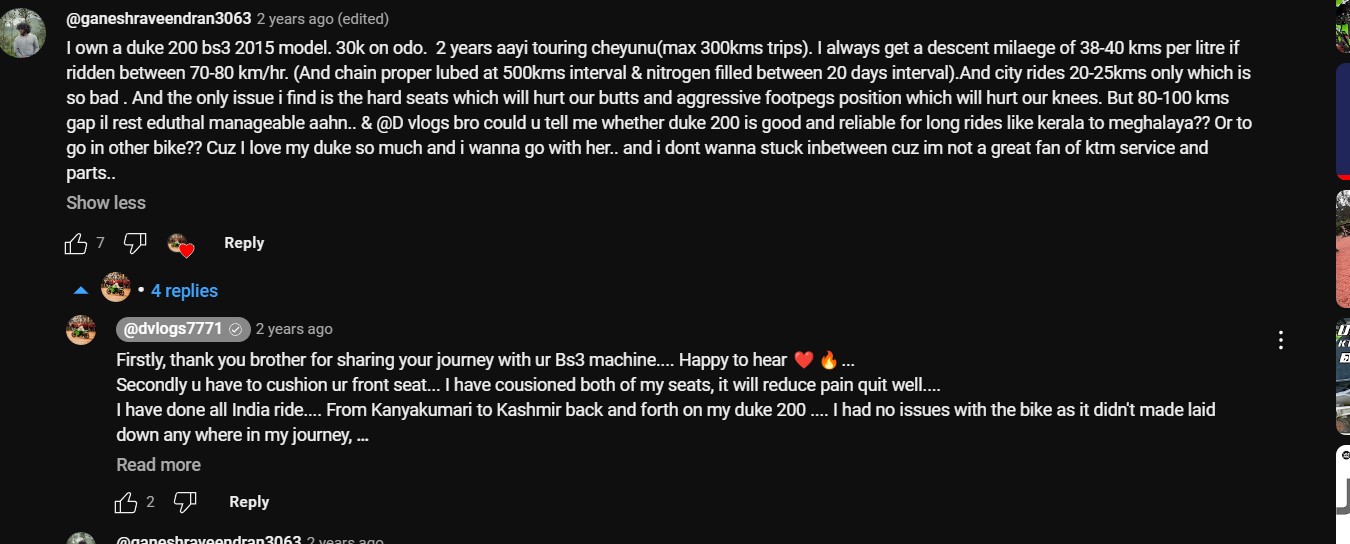 @ganeshraveendran3063 2 years ago (edited)
I own a duke 200 bs3 2015 model. 30k on odo. 2 years aayi touring cheyunu(max 300kms trips). I always get a descent milaege of 38-40 kms per litre if
ridden between 70-80 km/hr. (And chain proper lubed at 500kms interval & nitrogen filled between 20 days interval).And city rides 20-25kms only which is
so bad . And the only issue i find is the hard seats which will hurt our butts and aggressive footpegs position which will hurt our knees. But 80-100 kms
gap il rest eduthal manageable aahn.. & @D vlogs bro could u tell me whether duke 200 is good and reliable for long rides like kerala to meghalaya?? Or to
go in other bike?? Cuz I love my duke so much and i wanna go with her.. and i dont wanna stuck inbetween cuz im not a great fan of ktm service and
parts..
Show less
7 Reply
• 4 replies
@dvlogs7771 2 years ago
Firstly, thank you brother for sharing your journey with ur Bs3 machine.... Happy to hear ❤️ 🔥 ...
Secondly u have to cushion ur front seat... I have cousioned both of my seats, it will reduce pain quit well....
I have done all India ride.... From Kanyakumari to Kashmir back and forth on my duke 200 .... I had no issues with the bike as it didn't made laid
down any where in my journey, ...
Read more
2 Reply
@ganeshraveendran3063 2 years ago